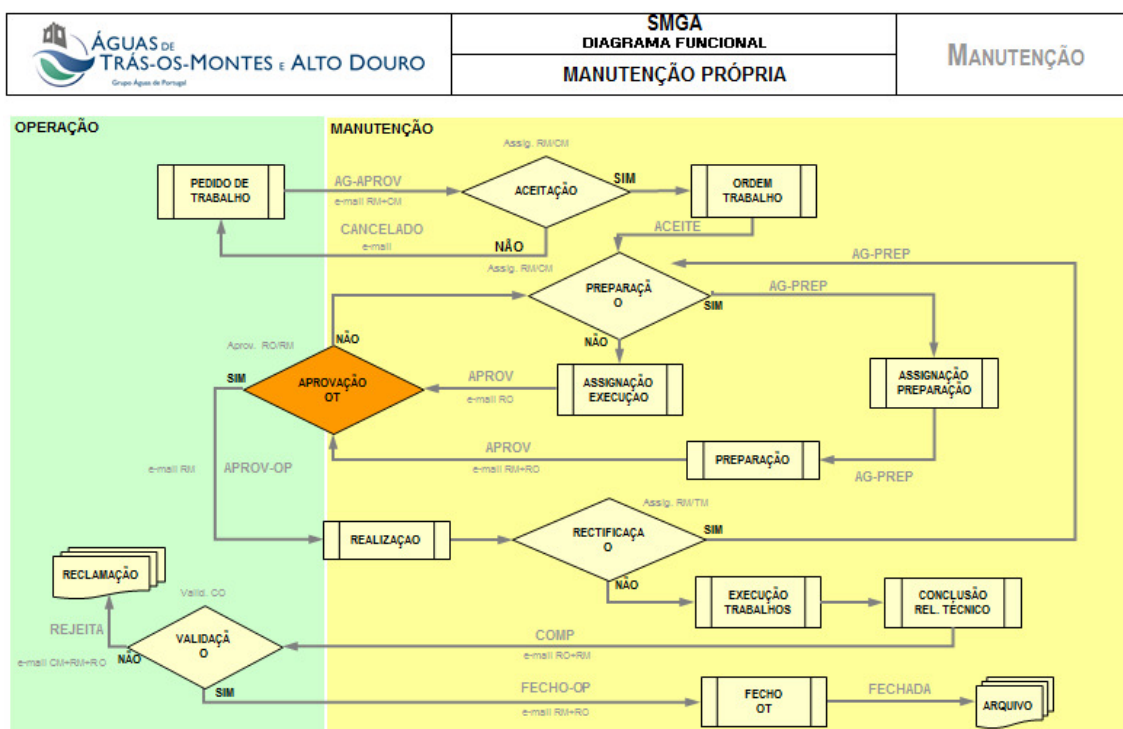 ÁGUAS DE
TRÁS-OS-MONTES E ALTO DOURO
Grupo Águas de Portugal
SMGA
DIAGRAMA FUNCIONAL
MANUTENÇÃO PRÓPRIA
MANUTENÇÃO
OPERAÇÃO
MANUTENÇÃO
Assig. RM/CM
PEDIDO DE
TRABALHO
AG-APROV
e-mail RM+CM
ACEITAÇÃO
SIM
ORDEM
TRABALHO
CANCELADO
e-mail
NÃO
ACEITE
Assig. RM/CM
AG-PREP
PREPARAÇÃ
O
AG-PREP
SIM
NÃO
NÃO
Aprov. RO/RM
SIM
APROVAÇÃO
OT
APROV
e-mail RO
ASSIGNAÇÃO
EXECUÇAO
ASSIGNAÇÃO
PREPARAÇÃO
APROV
e-mail RM+RO
PREPARAÇÃO
AG-PREP
e-mail RM
APROV-OP
Assig. RM/TM
REALIZAÇAO
RECTIFICAÇA
O
SIM
NÃO
RECLAMAÇÃO
EXECUÇÃO
TRABALHOS
CONCLUSÃO
REL. TÉCNICO
Valid. CO
REJEITA
e-mail CM+RM+RO
NÃO
VALIDAÇÃ
O
COMP
e-mail RO+RM
SIM
FECHO-OP
e-mail RM+RO
FECHO
OT
FECHADA
ARQUIVO